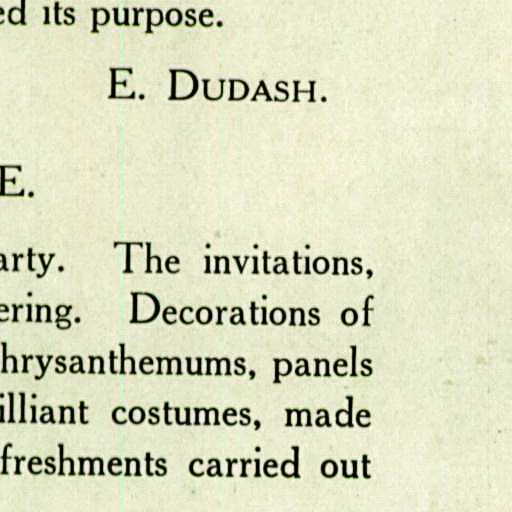 ed its purpose.
E. DUDASH.
E.
arty. The invitations,
ering. Decorations of
hrysanthemums, panels
illiant costumes, made
freshments carried out